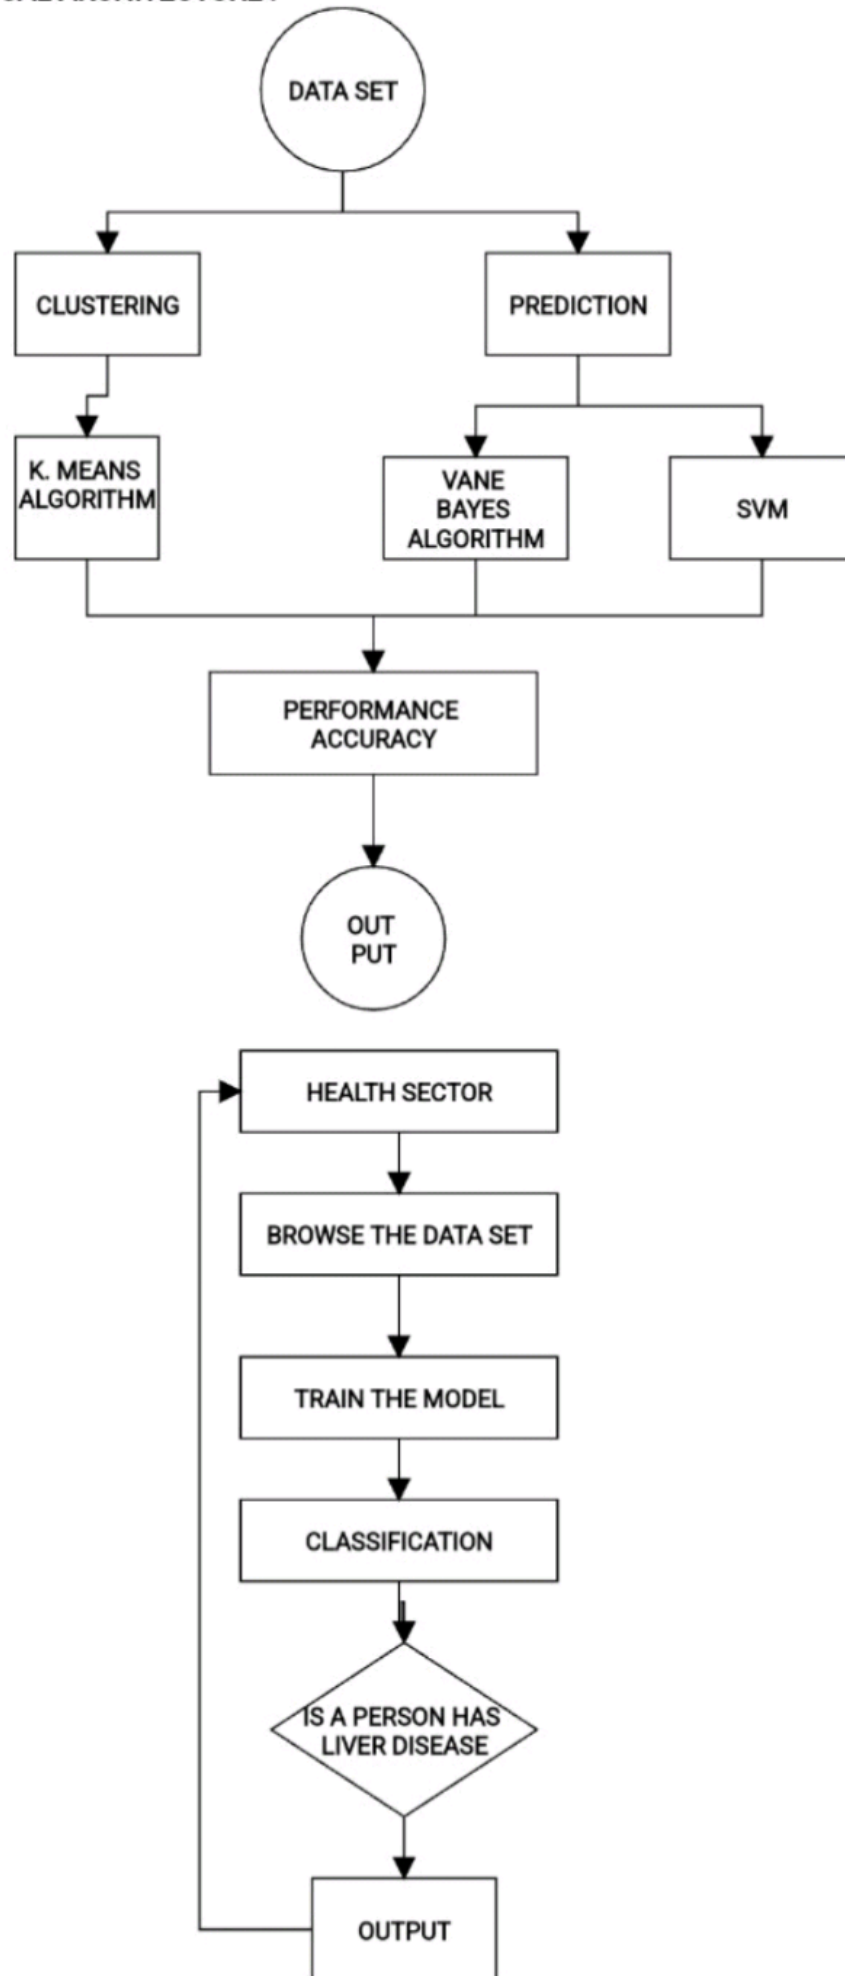 DATA SET
CLUSTERING
PREDICTION
K. MEANS
ALGORITHM
VANE
BAYES
ALGORITHM
SVM
PERFORMANCE
ACCURACY
OUT
PUT
HEALTH SECTOR
BROWSE THE DATA SET
TRAIN THE MODEL
CLASSIFICATION
IS A PERSON HAS
LIVER DISEASE
OUTPUT